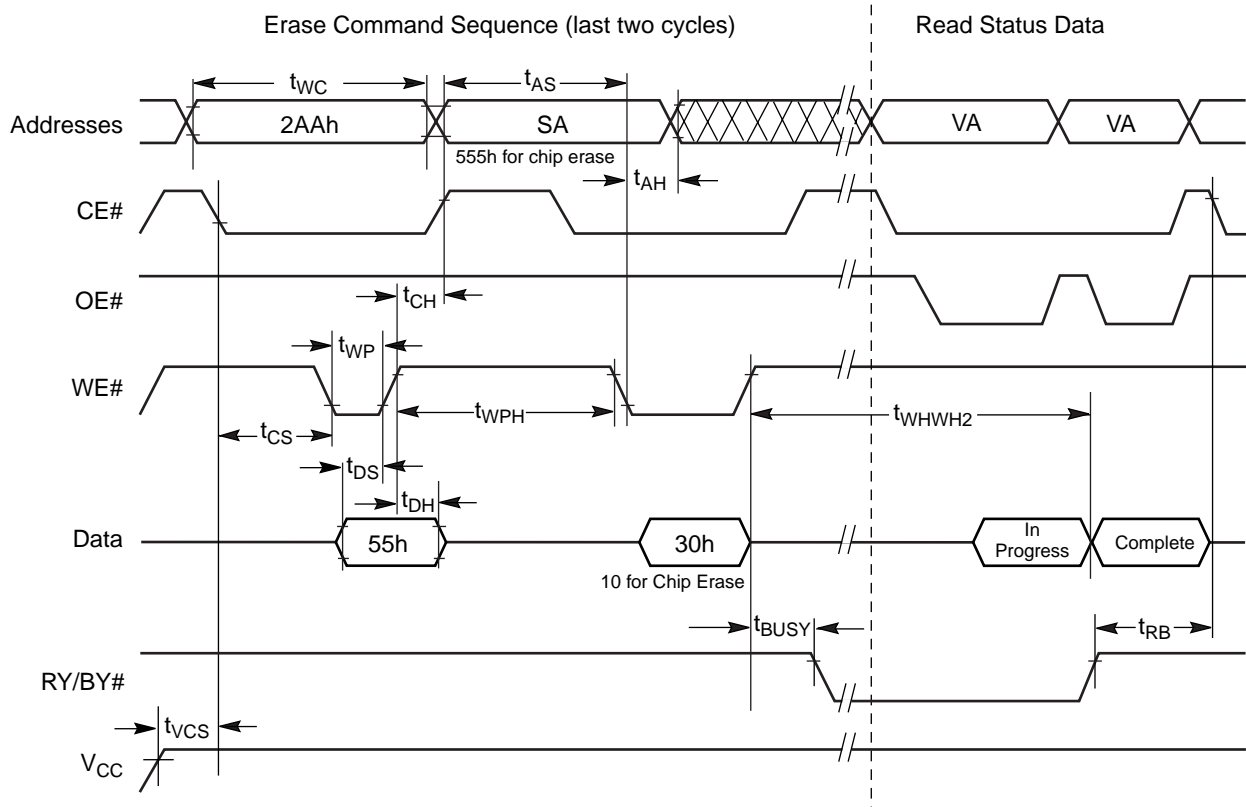 Erase Command Sequence (last two cycles)
Read Status Data
tWC
tAS
Addresses
2AAh
SA
VA
VA
555h for chip erase
tAH
CE#
OE#
tCH
tWP
WE#
tWPH
tWHWH2
tCS
tDS
tDH
Data
55h
30h
In
Progress
Complete
10 for Chip Erase
tBUSY
tRB
RY/BY#
tVCS
VCC